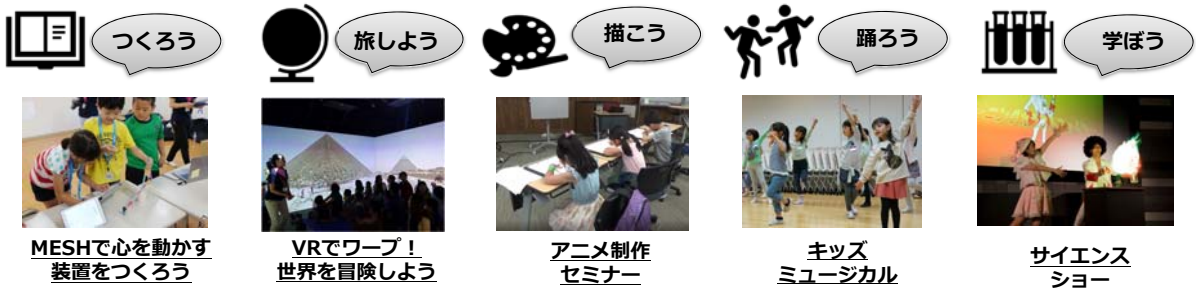 つくろう
旅しよう
描こう
踊ろう
学ぼう
MESHで心を動かす
装置をつくろう
VRでワープ！
世界を冒険しよう
アニメ制作
セミナー
キッズ
ミュージカル
サイエンス
ショー